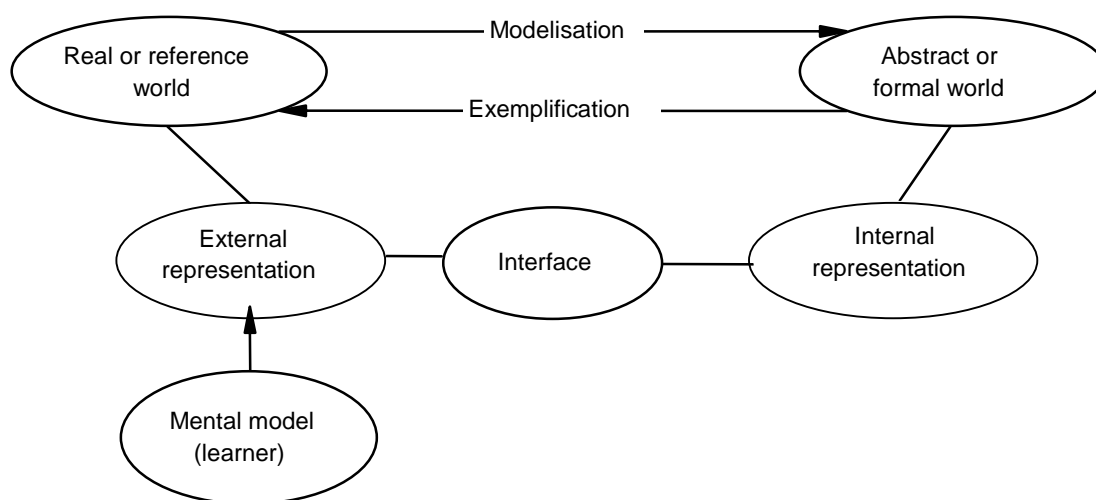 Modelisation
Real or reference
world
Abstract or
formal world
Exemplification
External
representation
Interface
Internal
representation
Mental model
(learner)